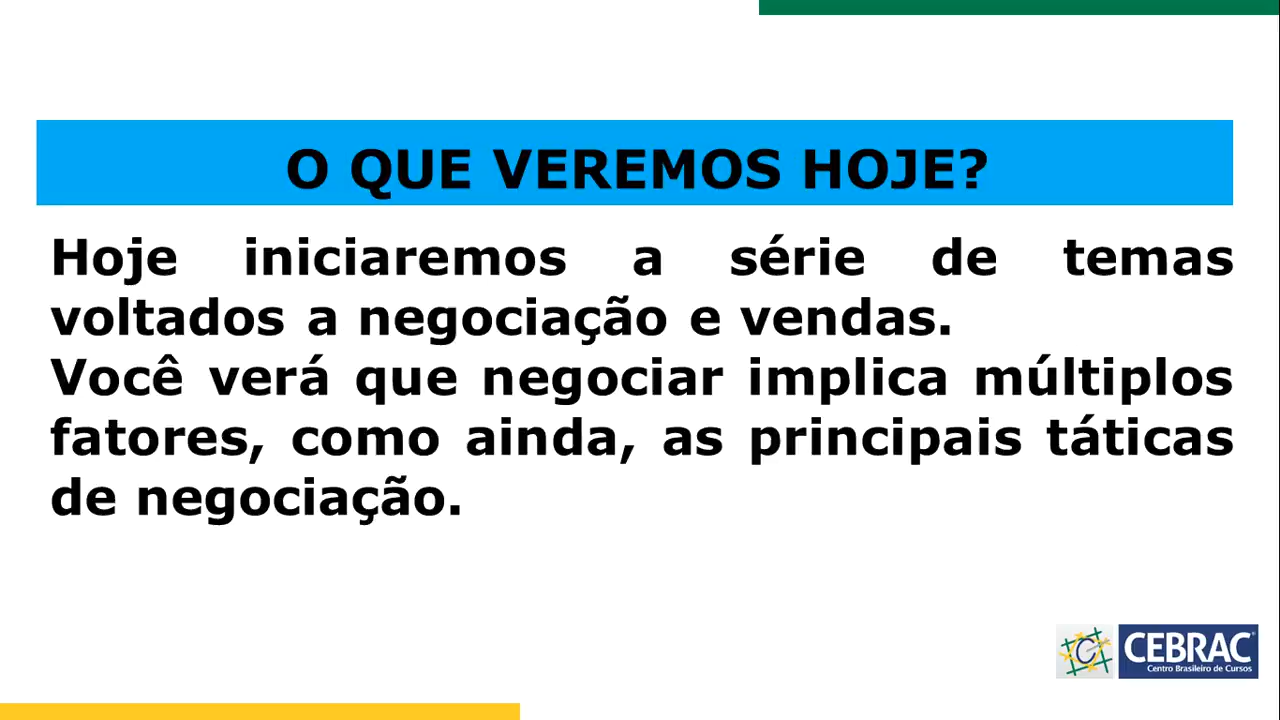 O QUE VEREMOS HOJE?
Hoje iniciaremos a série de temas
voltados a negociação e vendas.
Você verá que negociar implica múltiplos
fatores, como ainda, as principais táticas
de negociação.
C CEBRAC®
Centro Brasileiro de Cursos